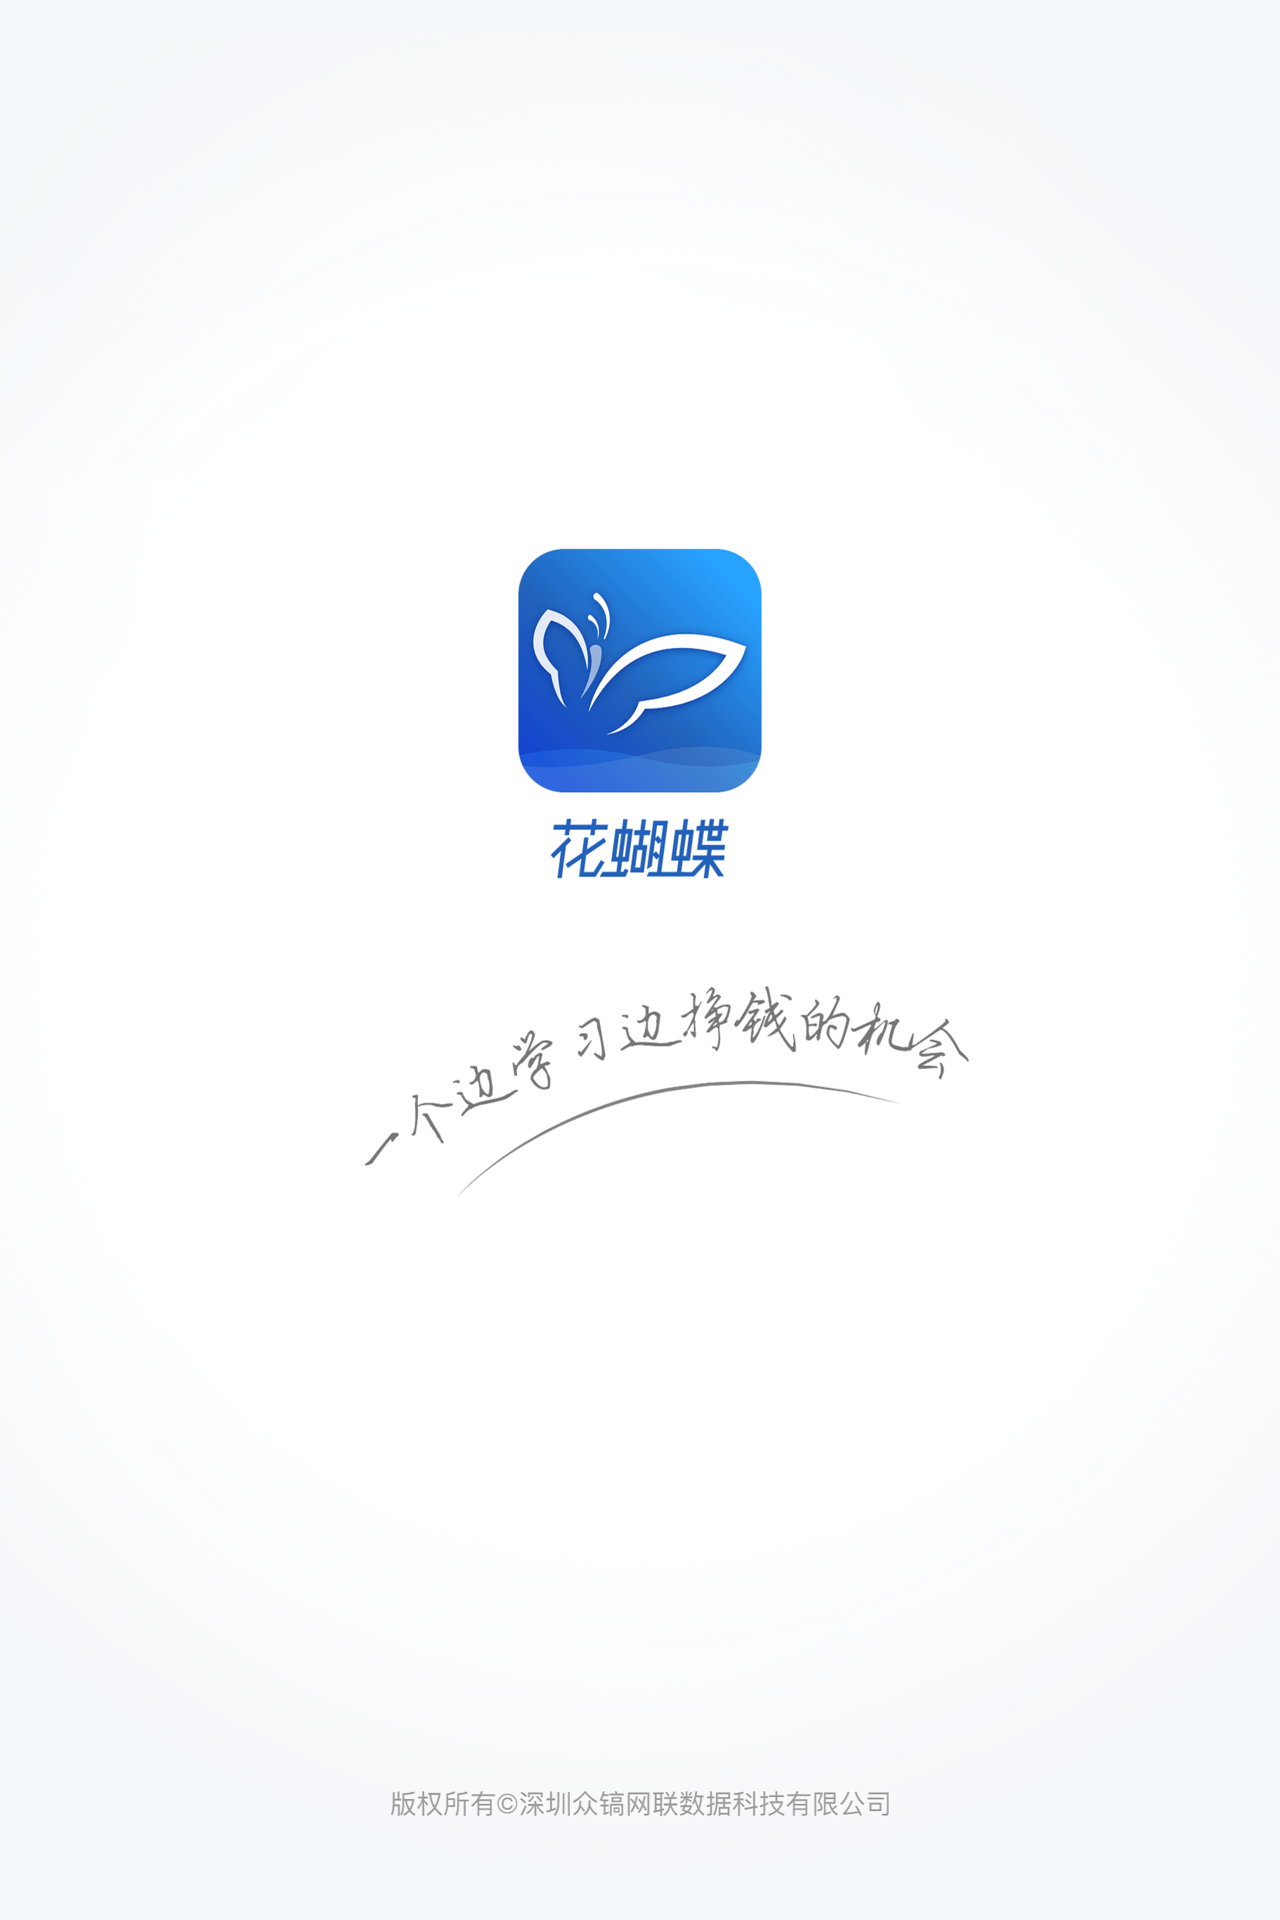 花蝴蝶
一个边学习边挣钱的机会
版权所有©深圳众镐网联数据科技有限公司